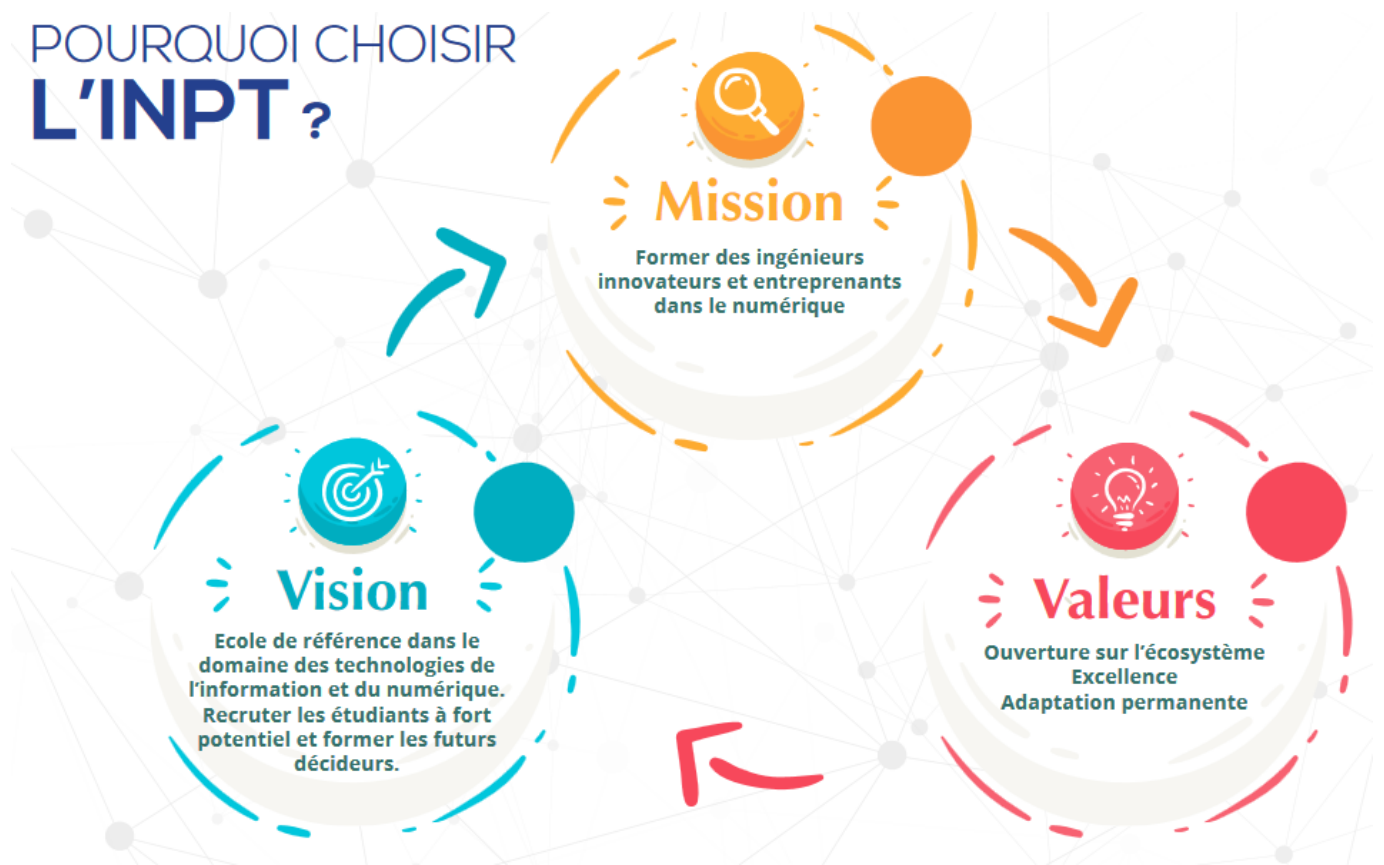 POURQUOI CHOISIR
L'INPT ?
Mission
Former des ingénieurs
innovateurs et entreprenants
dans le numérique
Vision
Ecole de référence dans le
domaine des technologies de
l'information et du numérique.
Recruter les étudiants à fort
potentiel et former les futurs
décideurs.
Valeurs
Ouverture sur l'écosystème
Excellence
Adaptation permanente